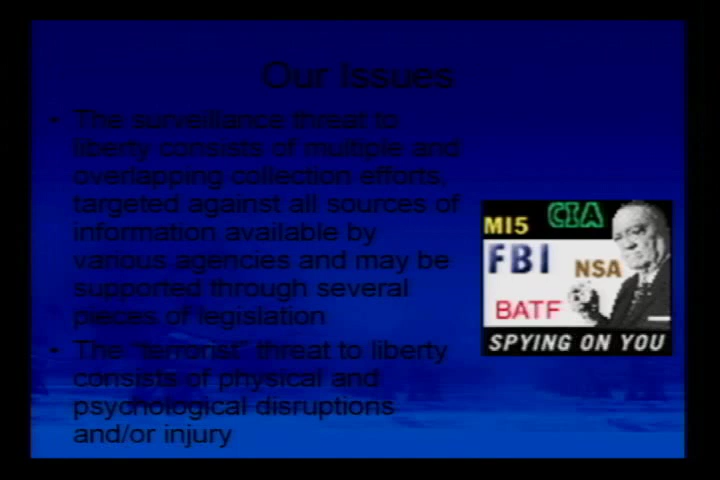 Our Issues
• The surveillance threat to
liberty consists of multiple and
overlapping collection efforts,
targeted against all sources of
information available by
various agencies and may be
supported through several
pieces of legislation
• The "terrorist" threat to liberty
consists of physical and
psychological disruptions
and/or injury
MI5 CIA
FBI NSA
BATF
SPYING ON YOU